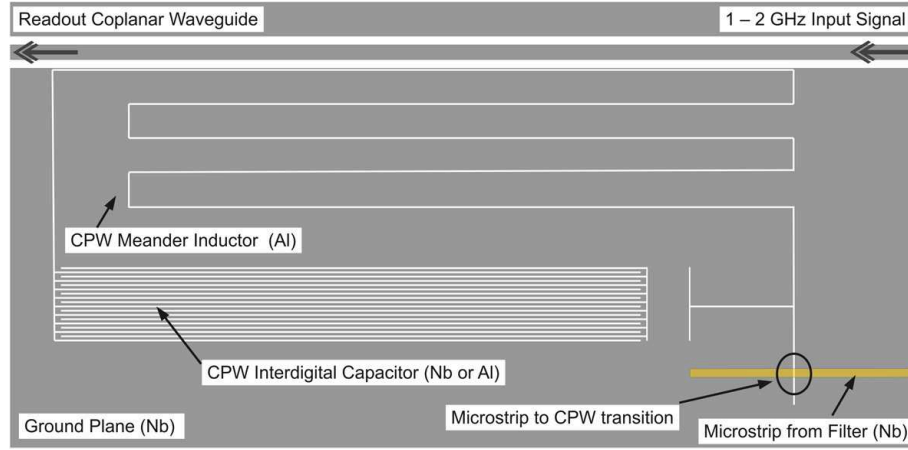 Readout Coplanar Waveguide
1 – 2 GHz Input Signal
CPW Meander Inductor (Al)
CPW Interdigital Capacitor (Nb or Al)
Microstrip to CPW transition
Ground Plane (Nb)
Microstrip from Filter (Nb)